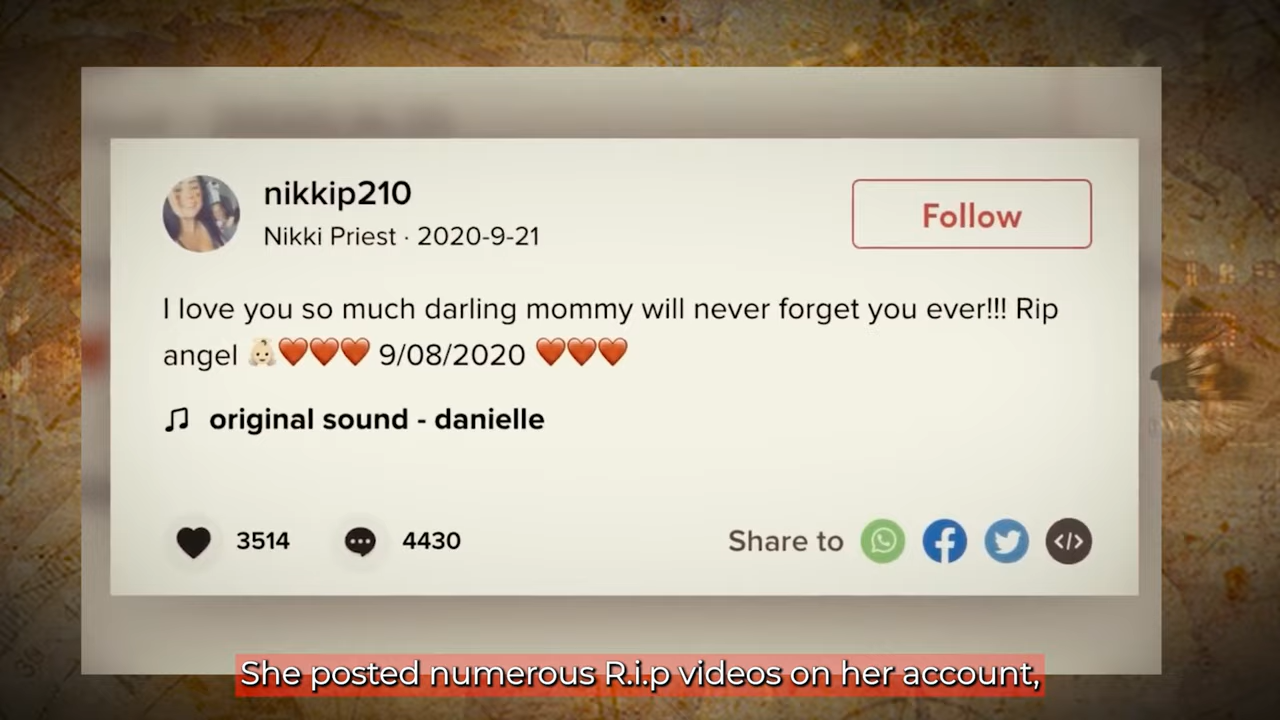 nikkip210
Nikki Priest · 2020-9-21
Follow
I love you so much darling mommy will never forget you ever!!! Rip
angel 👶🏻❤️❤️❤️ 9/08/2020 ❤️❤️❤️
original sound - danielle
3514
4430
Share to
She posted numerous R.i.p videos on her account,